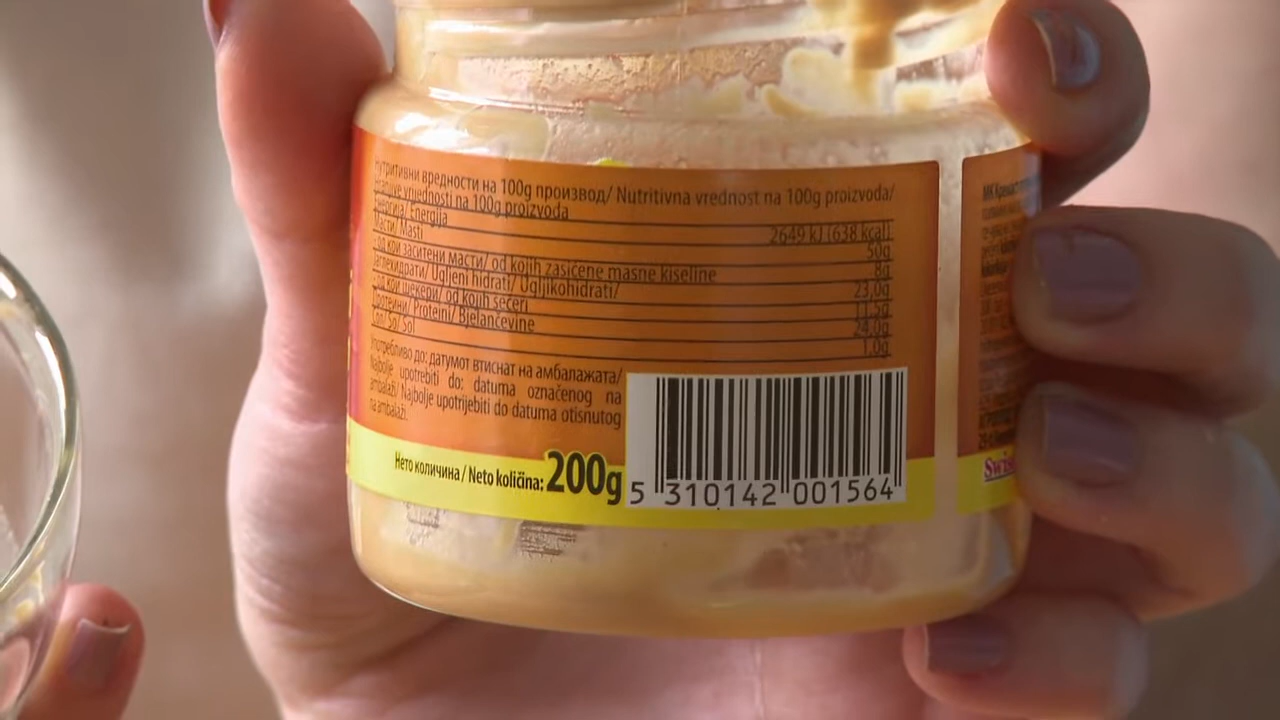 Нутритивни вредности на 100g производ/ Nutritivna vrednost na 100g proizvoda/
vrijednosti na 100g proizvoda
Енергија/ Energija 2649 kJ (638 kcal)
Масти/ Masti 50g
- од кои заситени масти/ od kojih zasićene masne kiseline 8g
Јаглехидрати/ Ugljeni hidrati/ Ugljikohidrati/ 23,0g
- од кои шеќери/ od kojih šećeri 11,5g
Протеини/ Proteini/ Bjelančevine 24,0g
Сол/ So/ Sol 1,0g
Употребливо до: датумот втиснат на амбалажата/
Najbolje upotrebiti do: datuma označenog na
ambalaži/ Najbolje upotrijebiti do datuma otisnutog
na ambalaži.
Нето количина / Neto količina: 200g
5 310142 001564